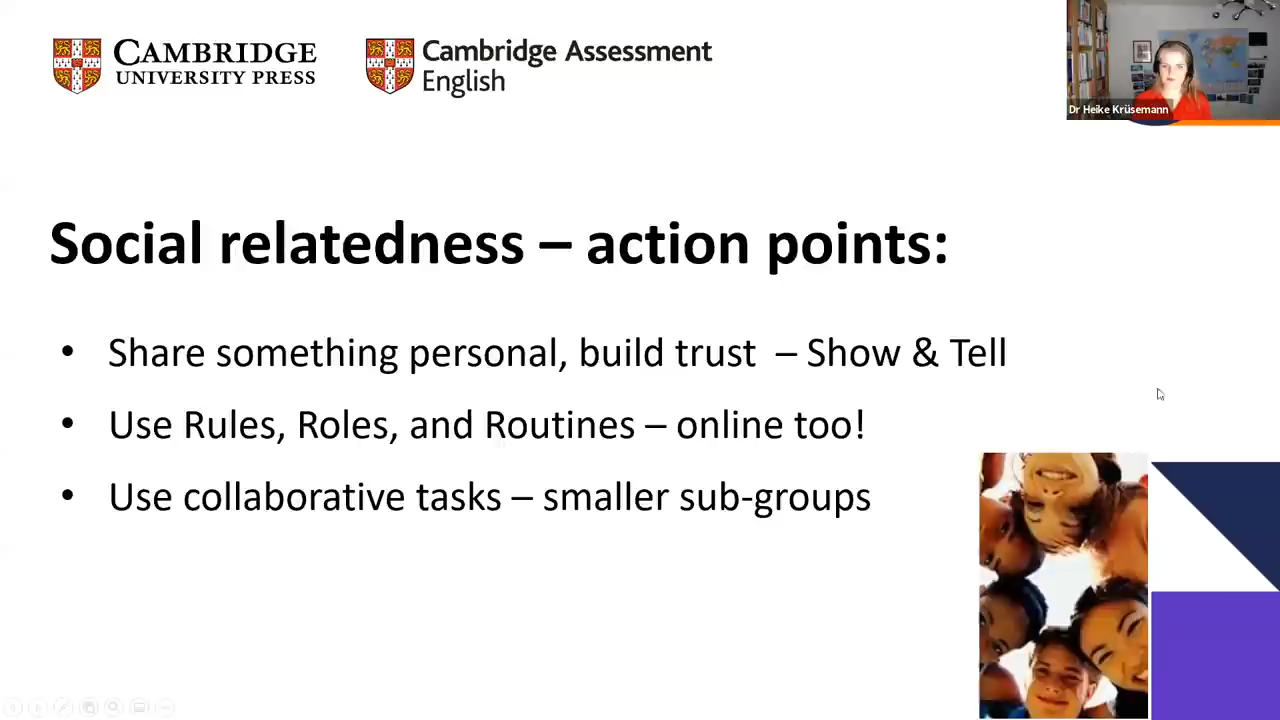 CAMBRIDGE
UNIVERSITY PRESS
Cambridge Assessment
English
Dr Heike Krüsemann
Social relatedness – action points:
• Share something personal, build trust – Show & Tell
• Use Rules, Roles, and Routines – online too!
• Use collaborative tasks – smaller sub-groups